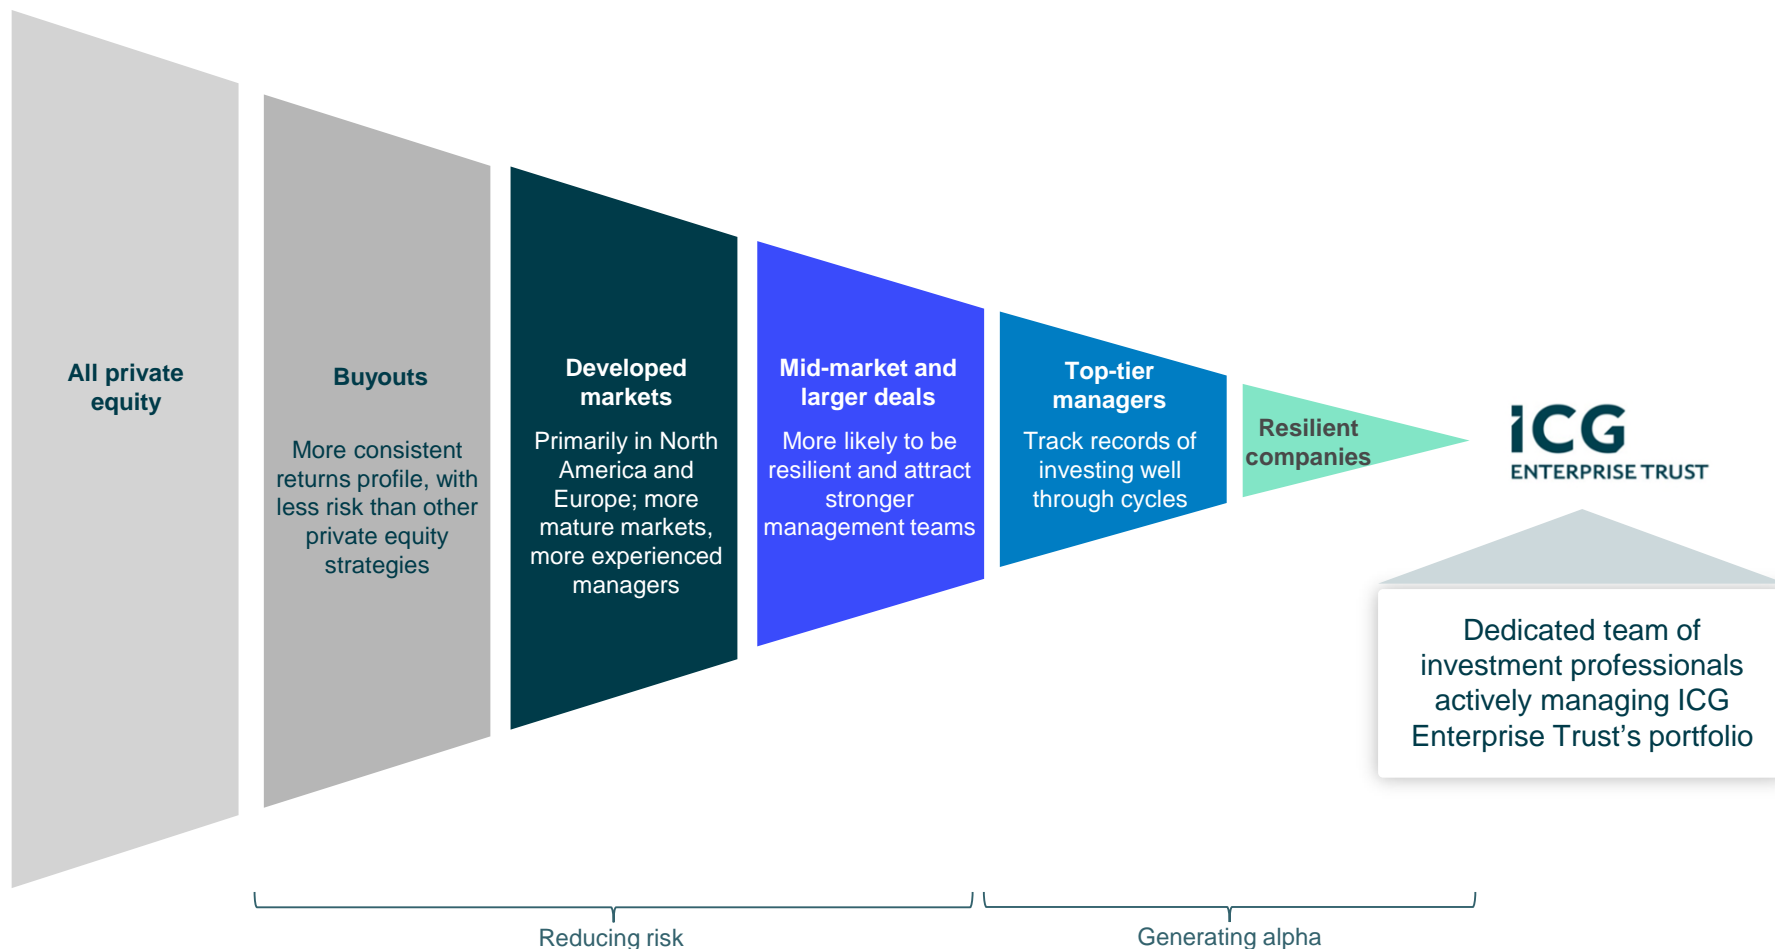 All private
equity
Buyouts
More consistent
returns profile, with
less risk than other
private equity
strategies
Developed
markets
Primarily in North
America and
Europe; more
mature markets,
more experienced
managers
Mid-market and
larger deals
More likely to be
resilient and attract
stronger
management teams
Top-tier
managers
Track records of
investing well
through cycles
Resilient
companies
ICG
ENTERPRISE TRUST
Dedicated team of
investment professionals
actively managing ICG
Enterprise Trust’s portfolio
Reducing risk
Generating alpha